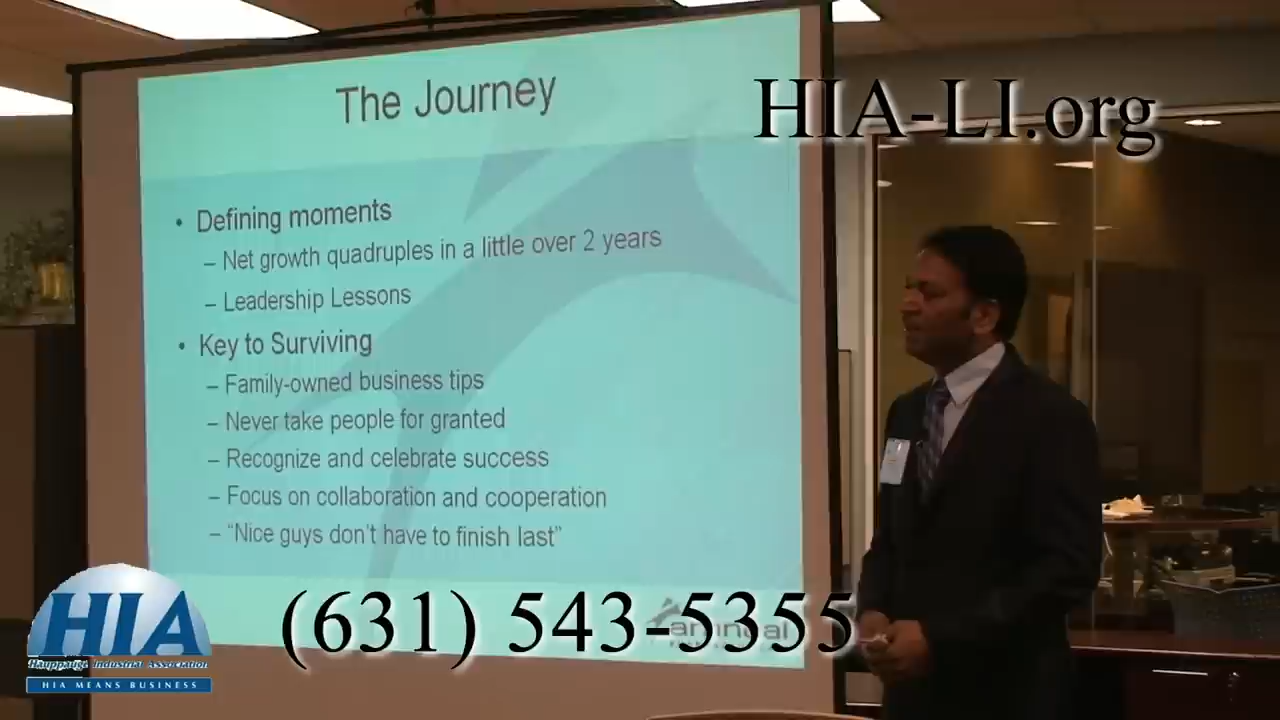 The Journey
HIA-LI.org
• Defining moments
– Net growth quadruples in a little over 2 years
– Leadership Lessons
• Key to Surviving
– Family-owned business tips
– Never take people for granted
– Recognize and celebrate success
– Focus on collaboration and cooperation
– “Nice guys don’t have to finish last”
(631) 543-5355
HIA
Hauppauge Industrial Association
HIA MEANS BUSINESS